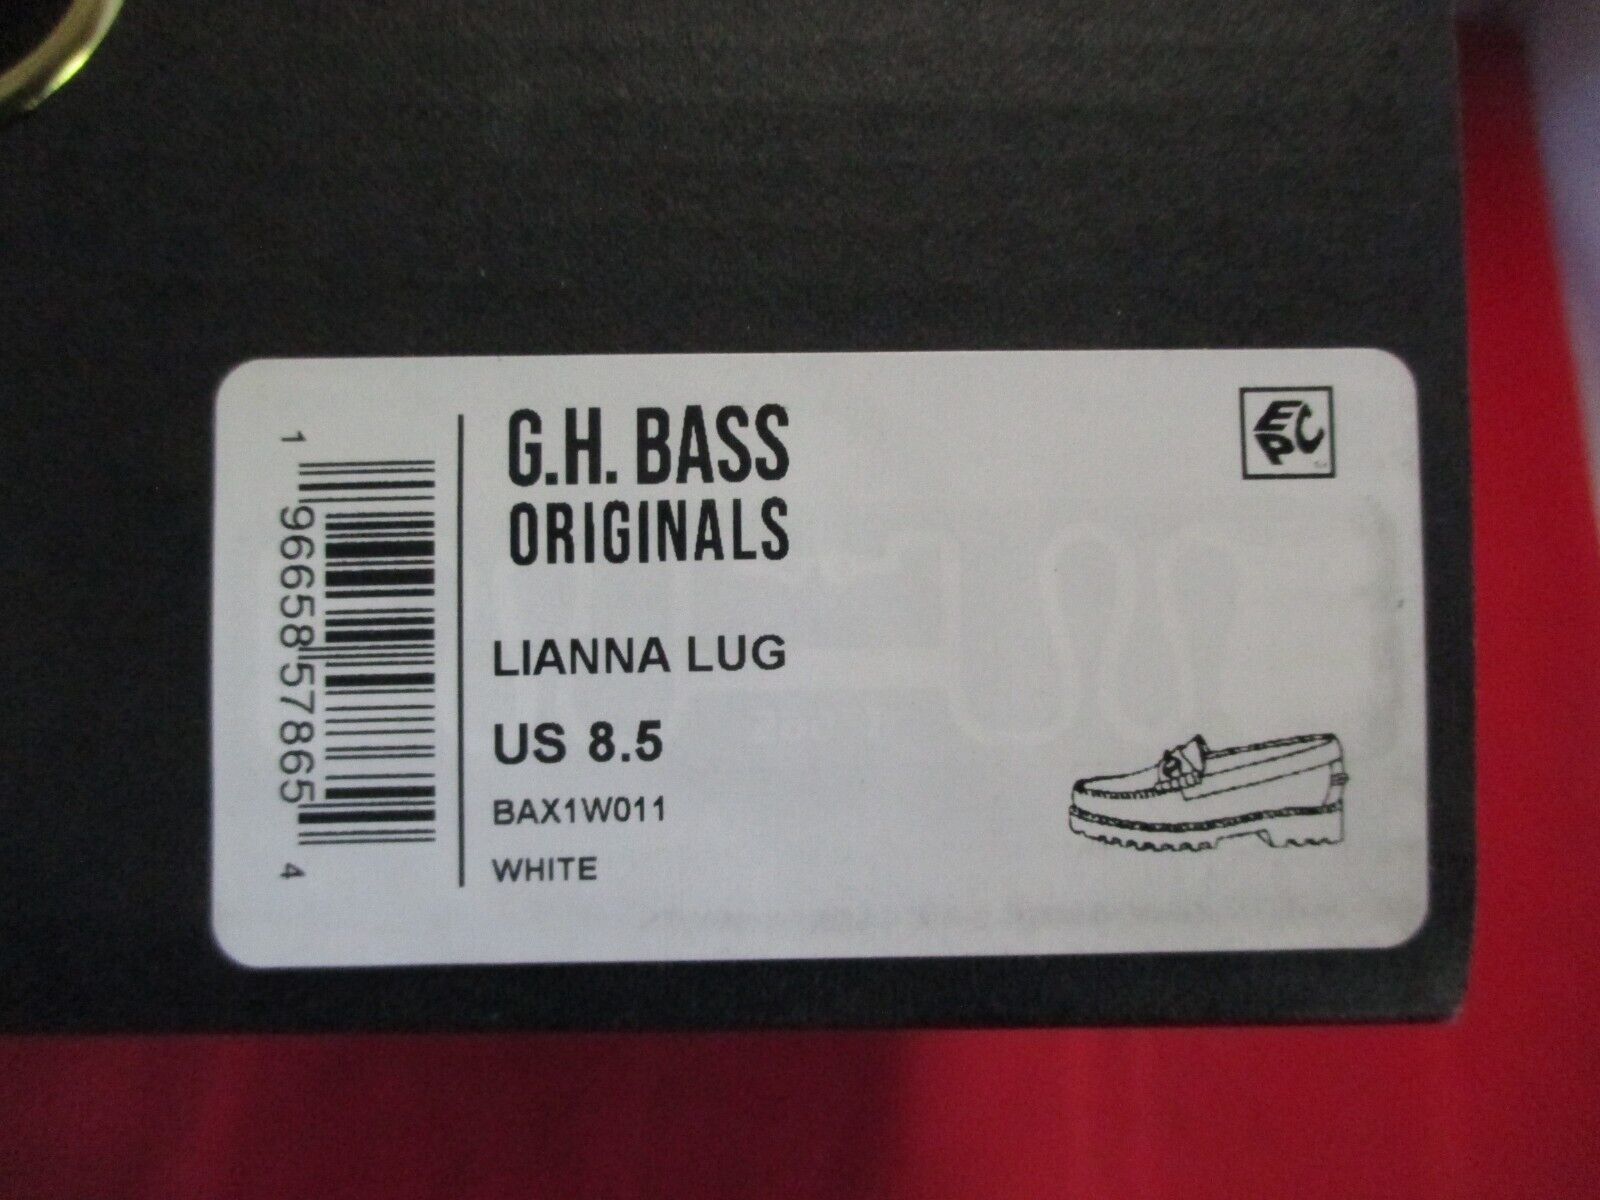 G.H. BASS
ORIGINALS
LIANNA LUG
US 8.5
BAX1W011
WHITE
1 96658 57865 4
EPC